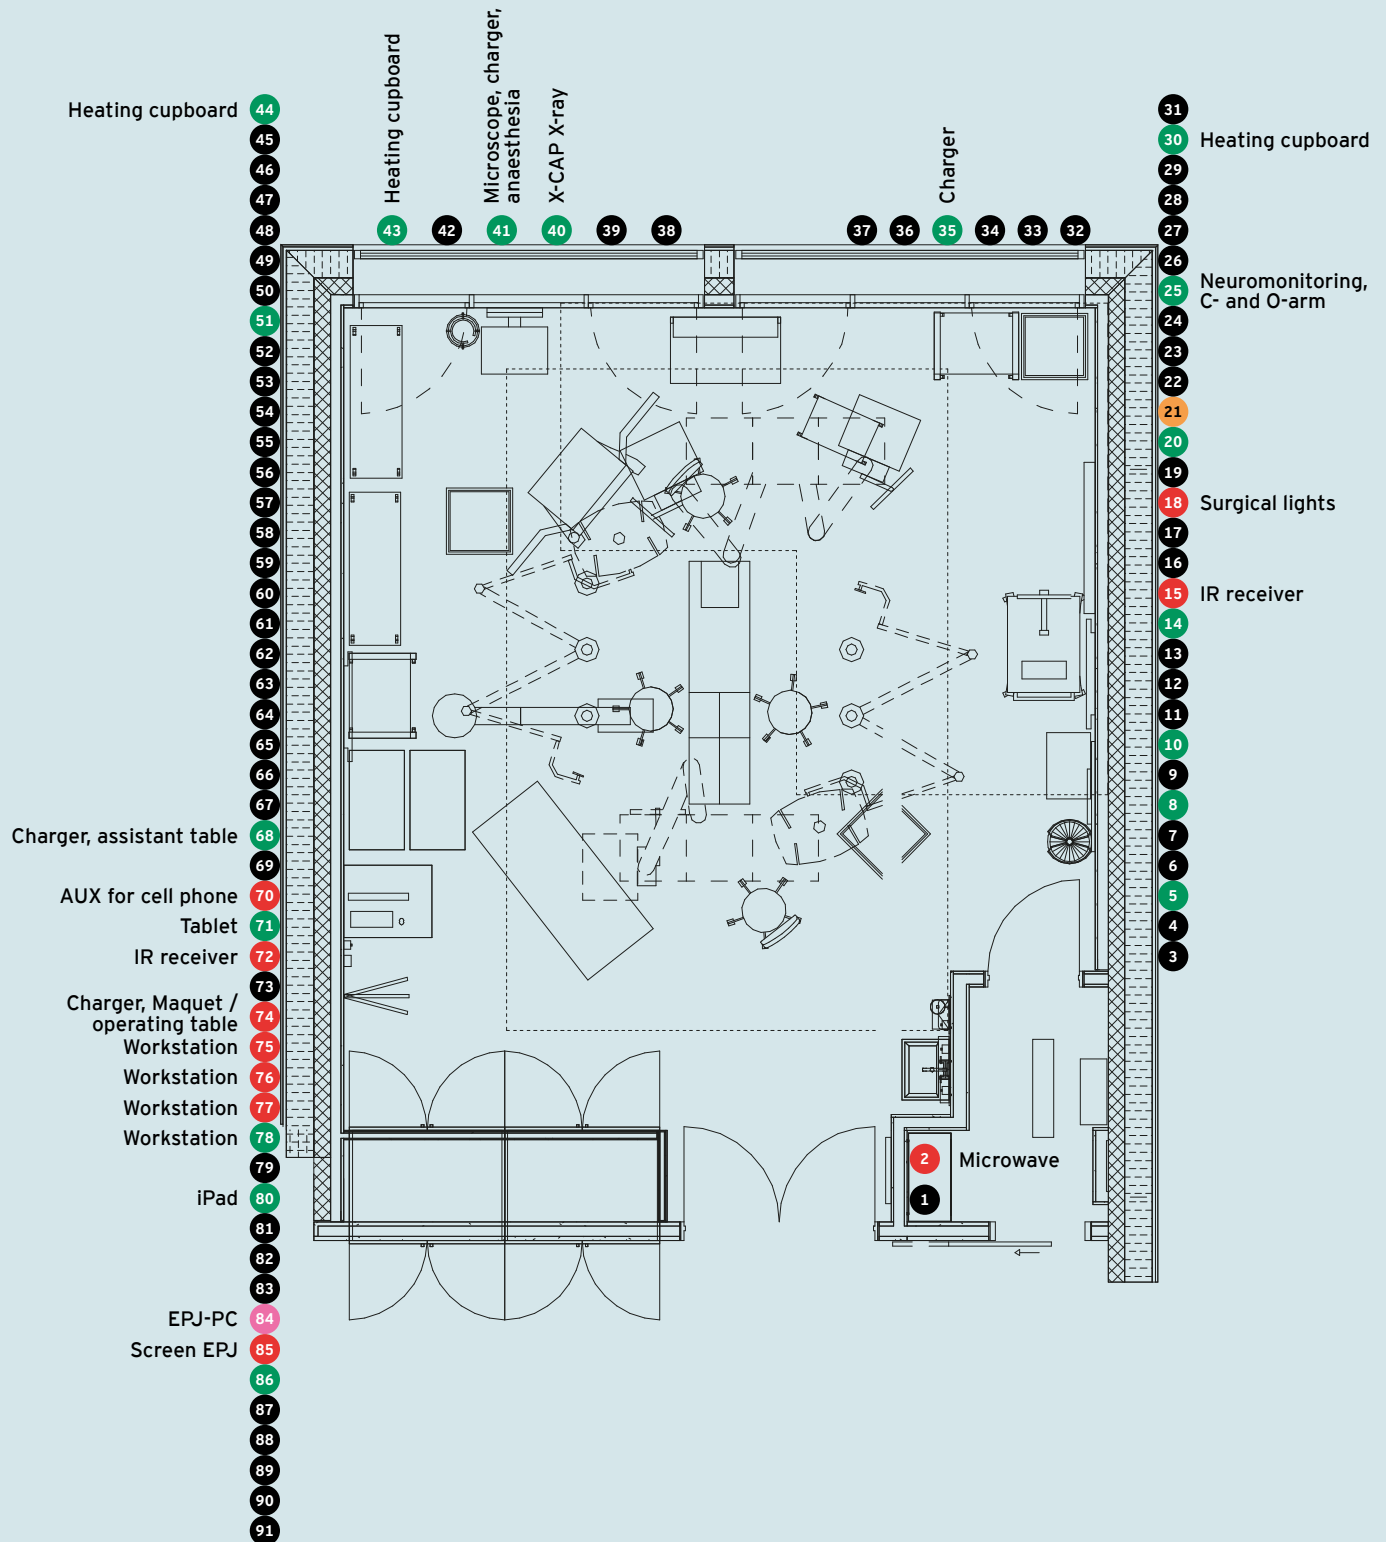 Heating cupboard
Microscope, charger,
anaesthesia
X-CAP X-ray
Charger
43
42
41
40
39
38
37
36
35
34
33
32
Heating cupboard 44
45
46
47
48
49
50
51
52
53
54
55
56
57
58
59
60
61
62
63
64
65
66
67
Charger, assistant table 68
69
AUX for cell phone 70
Tablet 71
IR receiver 72
73
Charger, Maquet /
operating table 74
Workstation 75
Workstation 76
Workstation 77
Workstation 78
79
iPad 80
81
82
83
EPJ-PC 84
Screen EPJ 85
86
87
88
89
90
91
31
30 Heating cupboard
29
28
27
26
25 Neuromonitoring,
C- and O-arm
24
23
22
21
20
19
18 Surgical lights
17
16
15 IR receiver
14
13
12
11
10
9
8
7
6
5
4
3
2 Microwave
1